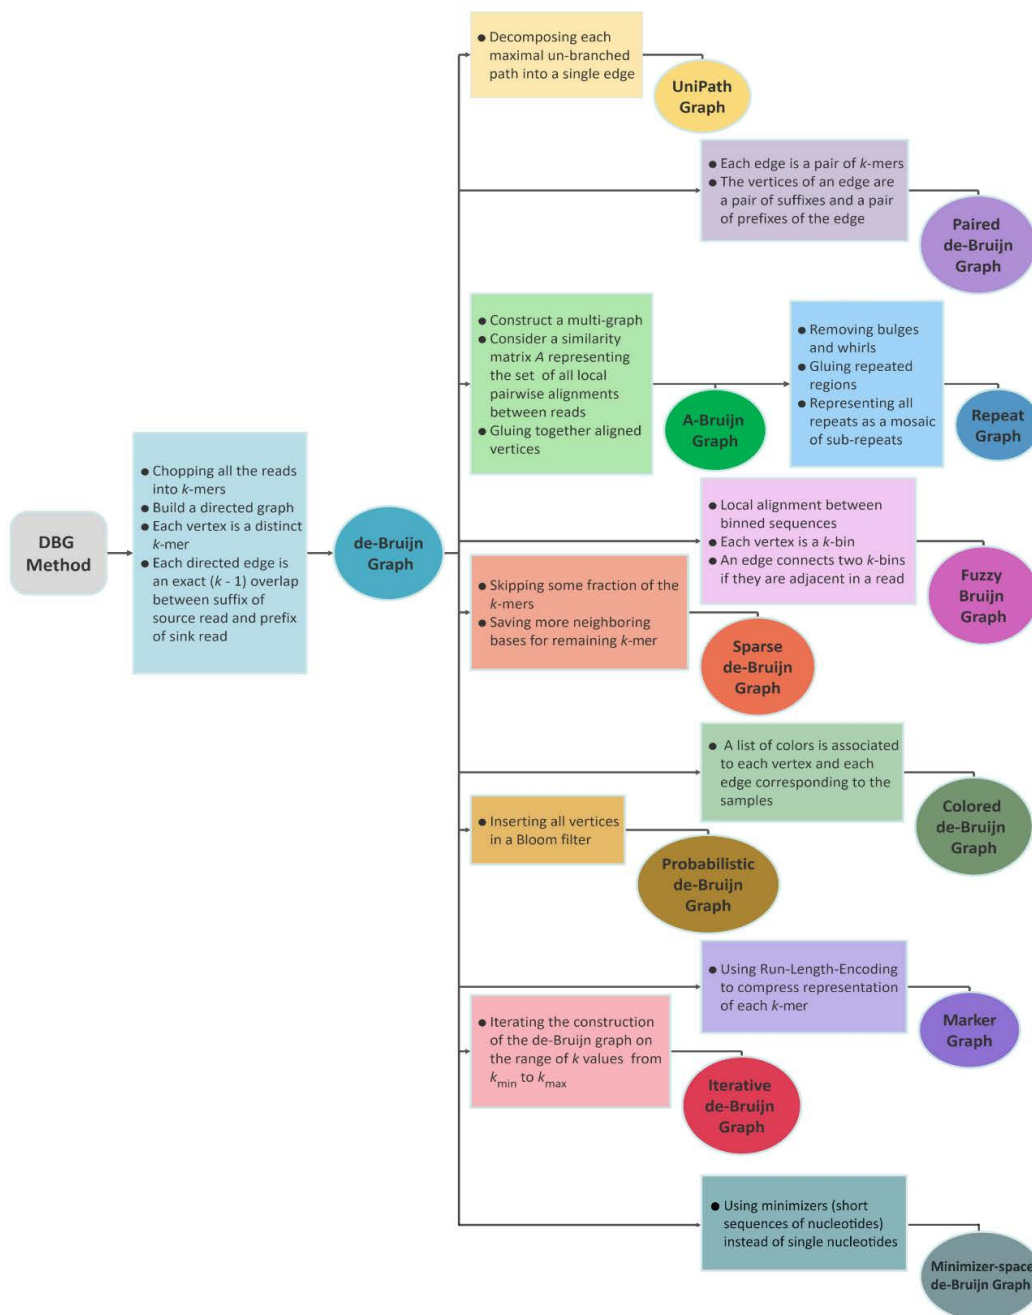 ● Decomposing each
maximal un-branched
path into a single edge
UniPath
Graph
● Each edge is a pair of k-mers
● The vertices of an edge are
a pair of suffixes and a pair
of prefixes of the edge
Paired
de-Bruijn
Graph
● Construct a multi-graph
● Consider a similarity
matrix A representing
the set of all local
pairwise alignments
between reads
● Gluing together aligned
vertices
A-Bruijn
Graph
● Removing bulges
and whirls
● Gluing repeated
regions
● Representing all
repeats as a mosaic
of sub-repeats
Repeat
Graph
DBG
Method
● Chopping all the reads
into k-mers
● Build a directed graph
● Each vertex is a distinct
k-mer
● Each directed edge is
an exact (k - 1) overlap
between suffix of
source read and prefix
of sink read
de-Bruijn
Graph
● Local alignment between
binned sequences
● Each vertex is a k-bin
● An edge connects two k-bins
if they are adjacent in a read
Fuzzy
Bruijn
Graph
● Skipping some fraction of the
k-mers
● Saving more neighboring
bases for remaining k-mer
Sparse
de-Bruijn
Graph
● A list of colors is associated
to each vertex and each
edge corresponding to the
samples
Colored
de-Bruijn
Graph
● Inserting all vertices
in a Bloom filter
Probabilistic
de-Bruijn
Graph
● Using Run-Length-Encoding
to compress representation
of each k-mer
Marker
Graph
● Iterating the construction
of the de-Bruijn graph on
the range of k values from
kmin to kmax
Iterative
de-Bruijn
Graph
● Using minimizers (short
sequences of nucleotides)
instead of single nucleotides
Minimizer-space
de-Bruijn Graph